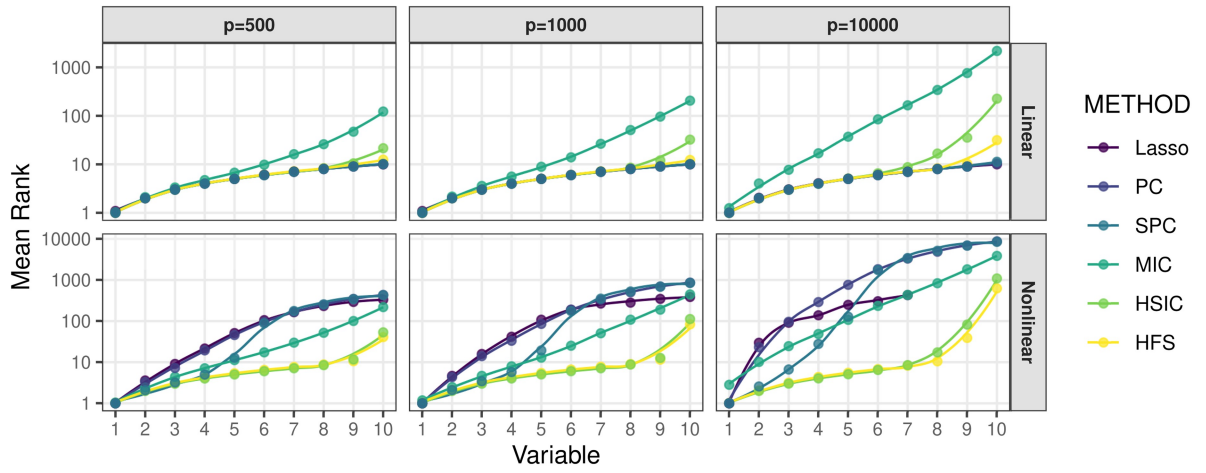 p=500 p=1000 p=10000
1000
100
10
1
Linear
10000
1000
100
10
1
Nonlinear
Mean Rank
1 2 3 4 5 6 7 8 9 10 1 2 3 4 5 6 7 8 9 10 1 2 3 4 5 6 7 8 9 10
Variable
METHOD
Lasso
PC
SPC
MIC
HSIC
HFS